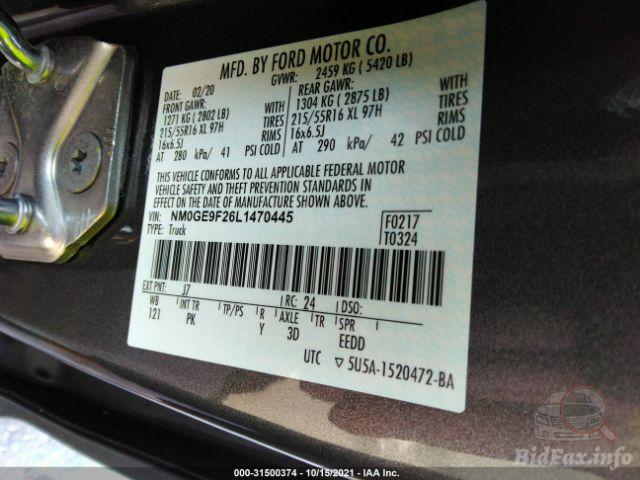 MFD. BY FORD MOTOR CO.
02/20 GVWR: 2459 KG ( 5420 LB)
FRONT GAWR: REAR GAWR:
1271 KG ( 2802 LB) WITH 1304 KG ( 2875 LB) WITH
215/55R16 XL 97H TIRES 215/55R16 XL 97H TIRES
16x6.5J RIMS 16x6.5J RIMS
AT 280 kPa/ 41 PSI COLD AT 290 kPa/ 42 PSI COLD
THIS VEHICLE CONFORMS TO ALL APPLICABLE FEDERAL MOTOR
VEHICLE SAFETY AND THEFT PREVENTION STANDARDS IN
EFFECT ON THE DATE OF MANUFACTURE SHOWN ABOVE.
VIN: NM0GE9F26L1470445
TYPE: Truck
F0217
T0324
EXT PNT: J7 RC: 24 DSO:
WB INT TR TP/PS R AXLE TR SPR
121 PK Y 3D EEDD
UTC ▽ 5U5A-1520472-BA
BidFax.info
000-31500374 - 10/15/2021 - IAA Inc.